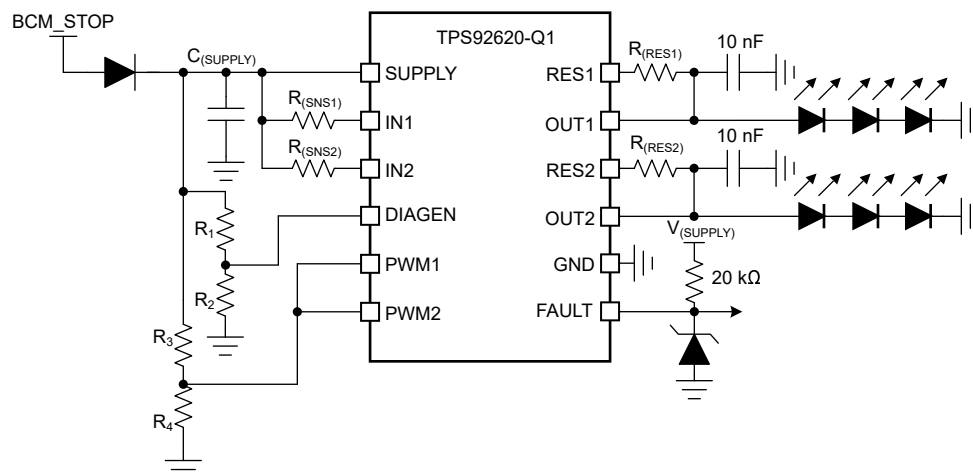 BCM_STOP
C(SUPPLY)
TPS92620-Q1
R(RES1)
10 nF
SUPPLY
RES1
R(SNS1)
IN1
OUT1
R(SNS2)
R(RES2)
10 nF
IN2
RES2
R1
DIAGEN
OUT2
V(SUPPLY)
PWM1
GND
20 kΩ
R2
PWM2
FAULT
R3
R4